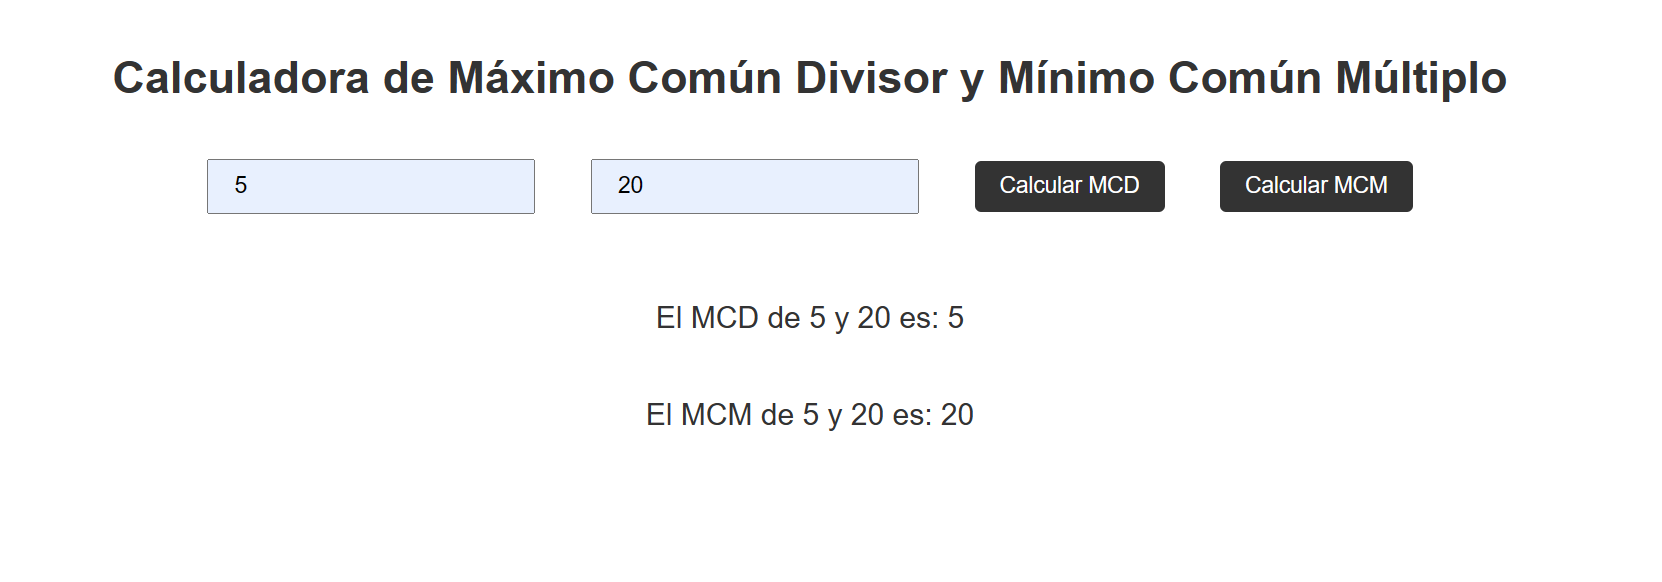 Calculadora de Máximo Común Divisor y Mínimo Común Múltiplo
5 20 Calcular MCD Calcular MCM
El MCD de 5 y 20 es: 5
El MCM de 5 y 20 es: 20